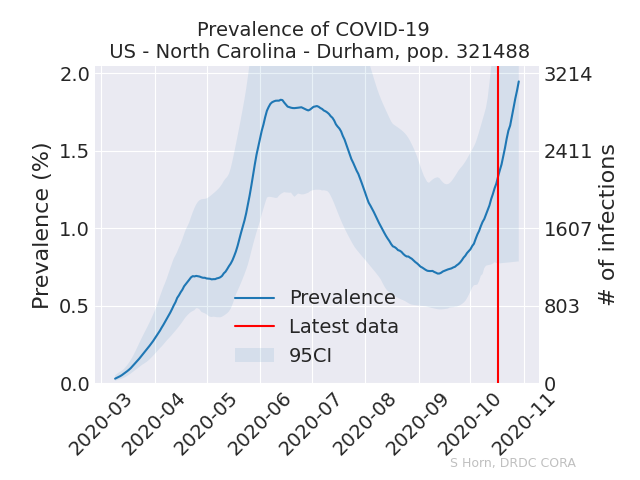 Prevalence of COVID-19
US - North Carolina - Durham, pop. 321488
2.0
1.5
1.0
0.5
0.0
Prevalence (%)
3214
2411
1607
803
0
# of infections
Prevalence
Latest data
95CI
2020-03
2020-04
2020-05
2020-06
2020-07
2020-08
2020-09
2020-10
2020-11
S Horn, DRDC CORA